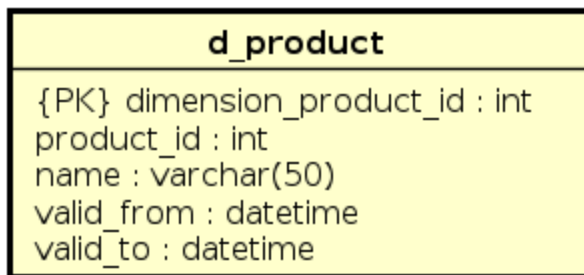 d_product
{PK} dimension_product_id : int
product_id : int
name : varchar(50)
valid_from : datetime
valid_to : datetime